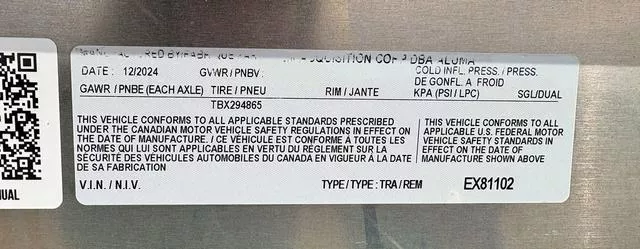 MANUFACTURED BY/FABRIQUÉ PAR ACQUISITION CORP DBA ALUMA
DATE : 12/2024 GVWR / PNBV : COLD INFL. PRESS. / PRESS.
DE GONFL. A FROID
GAWR / PNBE (EACH AXLE) TIRE / PNEU RIM / JANTE KPA (PSI / LPC) SGL/DUAL
TBX294865
THIS VEHICLE CONFORMS TO ALL APPLICABLE STANDARDS PRESCRIBED
UNDER THE CANADIAN MOTOR VEHICLE SAFETY REGULATIONS IN EFFECT ON
THE DATE OF MANUFACTURE. / CE VÉHICULE EST CONFORME À TOUTES LES
NORMES QUI LUI SONT APPLICABLES EN VERTU DU RÈGLEMENT SUR LA
SÉCURITÉ DES VÉHICULES AUTOMOBILES DU CANADA EN VIGUEUR À LA DATE
DE SA FABRICATION
THIS VEHICLE CONFORMS TO ALL
APPLICABLE U.S. FEDERAL MOTOR
VEHICLE SAFETY STANDARDS IN
EFFECT ON THE DATE OF
MANUFACTURE SHOWN ABOVE
V.I.N. / N.I.V. TYPE / TYPE : TRA / REM EX81102